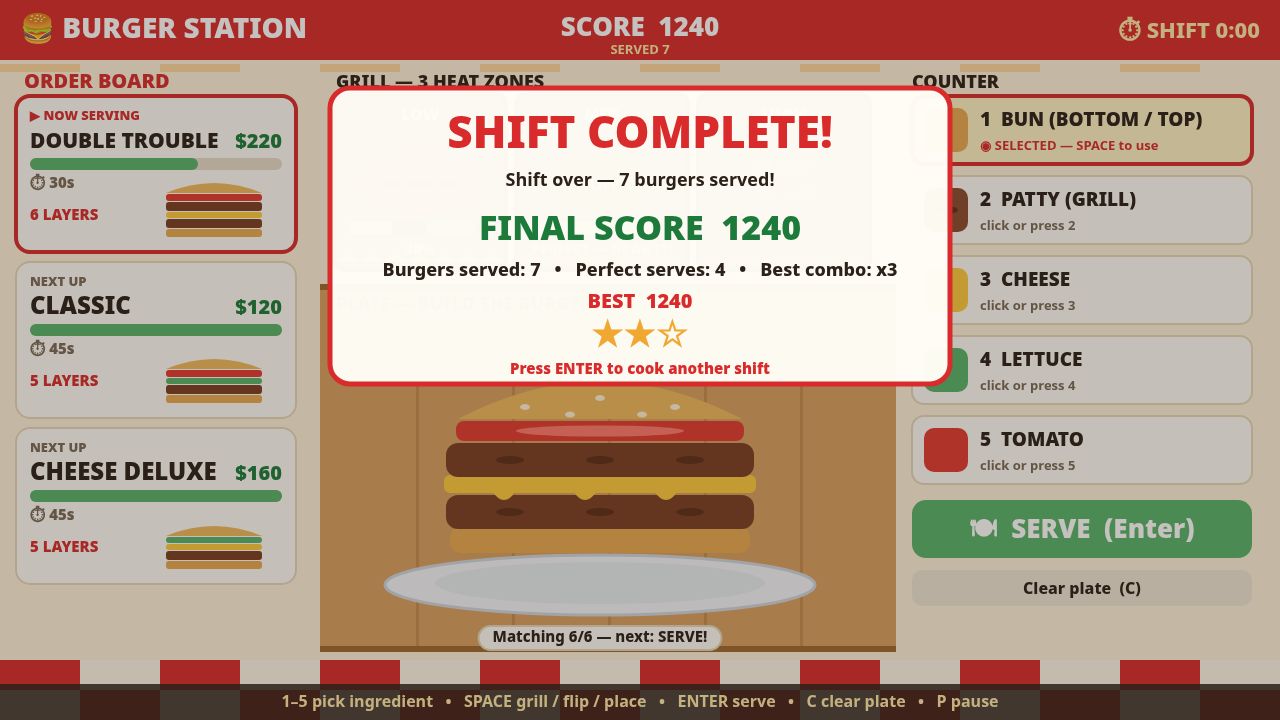 BURGER STATION
SCORE 1240
SERVED 7
⏱ SHIFT 0:00
ORDER BOARD
▶ NOW SERVING
DOUBLE TROUBLE $220
⏱ 30s
6 LAYERS
NEXT UP
CLASSIC $120
⏱ 45s
5 LAYERS
NEXT UP
CHEESE DELUXE $160
⏱ 45s
5 LAYERS
GRILL — 3 HEAT ZONES
SHIFT COMPLETE!
Shift over — 7 burgers served!
FINAL SCORE 1240
Burgers served: 7 • Perfect serves: 4 • Best combo: x3
BEST 1240
★★☆
Press ENTER to cook another shift
Matching 6/6 — next: SERVE!
COUNTER
1 BUN (BOTTOM / TOP)
◉ SELECTED — SPACE to use
2 PATTY (GRILL)
click or press 2
3 CHEESE
click or press 3
4 LETTUCE
click or press 4
5 TOMATO
click or press 5
🍽 SERVE (Enter)
Clear plate (C)
1–5 pick ingredient • SPACE grill / flip / place • ENTER serve • C clear plate • P pause